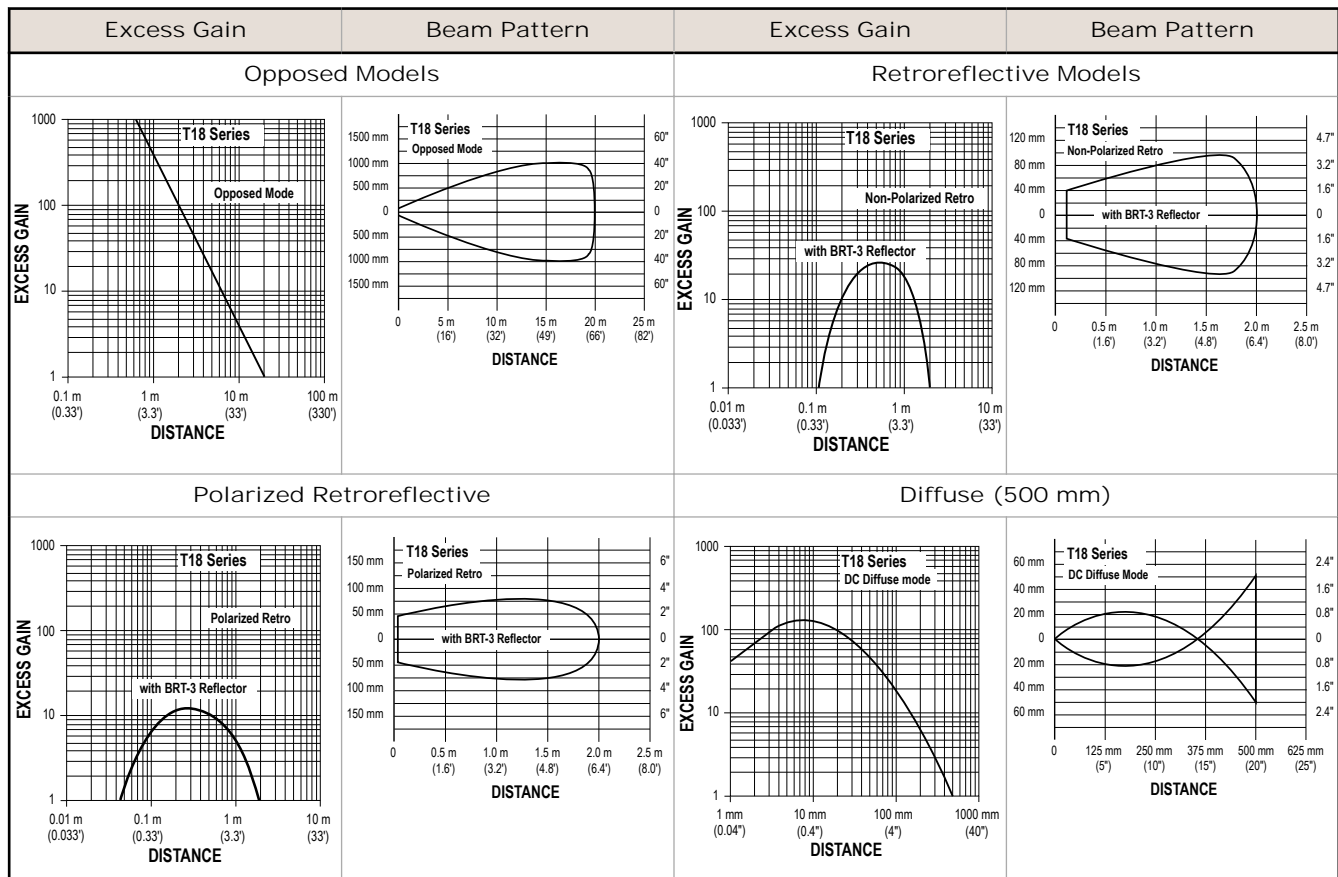 Excess Gain
Beam Pattern
Excess Gain
Beam Pattern
Opposed Models
Retroreflective Models
1000
100
10
1
EXCESS GAIN
T18 Series
Opposed Mode
0.1 m
(0.33')
1 m
(3.3')
10 m
(33')
100 m
(330')
DISTANCE
1500 mm
1000 mm
500 mm
0
500 mm
1000 mm
1500 mm
T18 Series
Opposed Mode
60"
40"
20"
0
20"
40"
60"
0
5 m
(16')
10 m
(32')
15 m
(49')
20 m
(66')
25 m
(82')
DISTANCE
1000
100
10
1
EXCESS GAIN
T18 Series
Non-Polarized Retro
with BRT-3 Reflector
0.01 m
(0.033')
0.1 m
(0.33')
1 m
(3.3')
10 m
(33')
DISTANCE
120 mm
80 mm
40 mm
0
40 mm
80 mm
120 mm
T18 Series
Non-Polarized Retro
with BRT-3 Reflector
4.7"
3.2"
1.6"
0
1.6"
3.2"
4.7"
0
0.5 m
(1.6')
1.0 m
(3.2')
1.5 m
(4.8')
2.0 m
(6.4')
2.5 m
(8.0')
DISTANCE
Polarized Retroreflective
Diffuse (500 mm)
1000
100
10
1
EXCESS GAIN
T18 Series
Polarized Retro
with BRT-3 Reflector
0.01 m
(0.033')
0.1 m
(0.33')
1 m
(3.3')
10 m
(33')
DISTANCE
150 mm
100 mm
50 mm
0
50 mm
100 mm
150 mm
T18 Series
Polarized Retro
with BRT-3 Reflector
6"
4"
2"
0
2"
4"
6"
0
0.5 m
(1.6')
1.0 m
(3.2')
1.5 m
(4.8')
2.0 m
(6.4')
2.5 m
(8.0')
DISTANCE
1000
100
10
1
EXCESS GAIN
T18 Series
DC Diffuse mode
1 mm
(0.04")
10 mm
(0.4")
100 mm
(4")
1000 mm
(40")
DISTANCE
60 mm
40 mm
20 mm
0
20 mm
40 mm
60 mm
T18 Series
DC Diffuse Mode
2.4"
1.6"
0.8"
0
0.8"
1.6"
2.4"
0
125 mm
(5")
250 mm
(10")
375 mm
(15")
500 mm
(20")
625 mm
(25")
DISTANCE